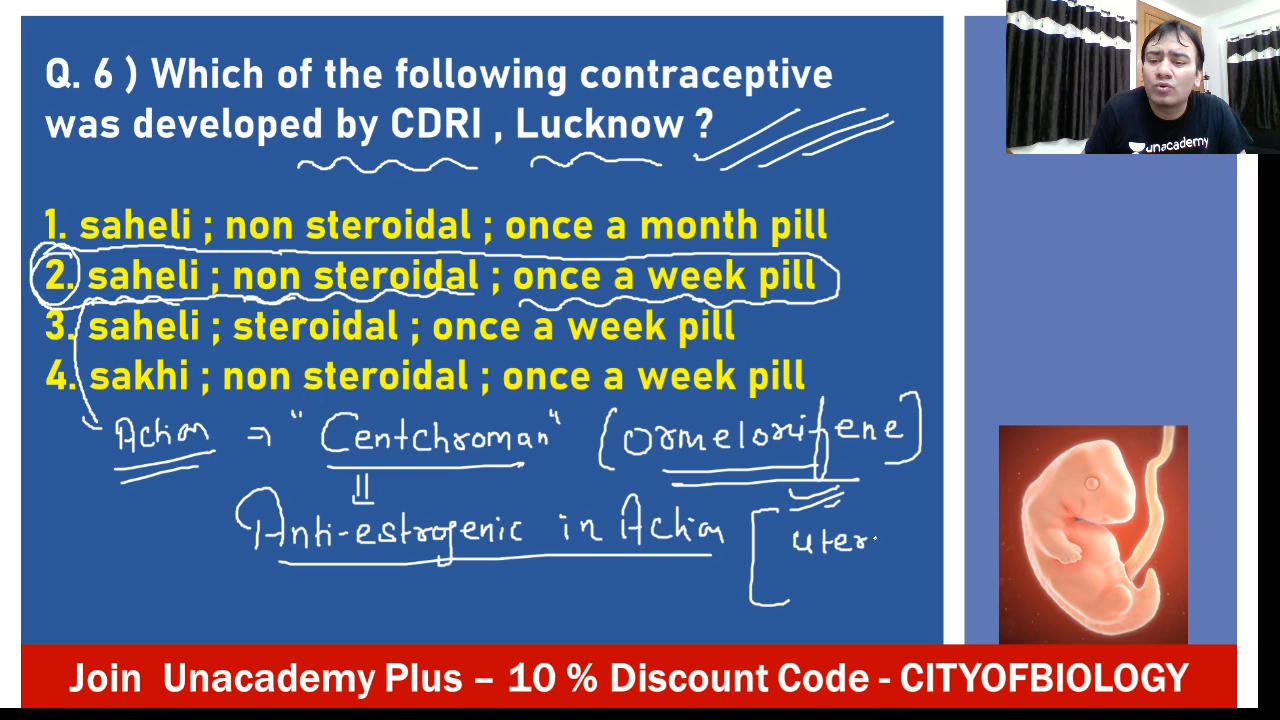 Q. 6 ) Which of the following contraceptive
was developed by CDRI , Lucknow ?
unacademy
1. saheli ; non steroidal ; once a month pill
2. saheli ; non steroidal ; once a week pill
3. saheli ; steroidal ; once a week pill
4. sakhi ; non steroidal ; once a week pill
Action ⇒ "Centchroman" (Ormeloxifene]
Anti-estrogenic in Action [ uter
Join Unacademy Plus – 10 % Discount Code - CITYOFBIOLOGY